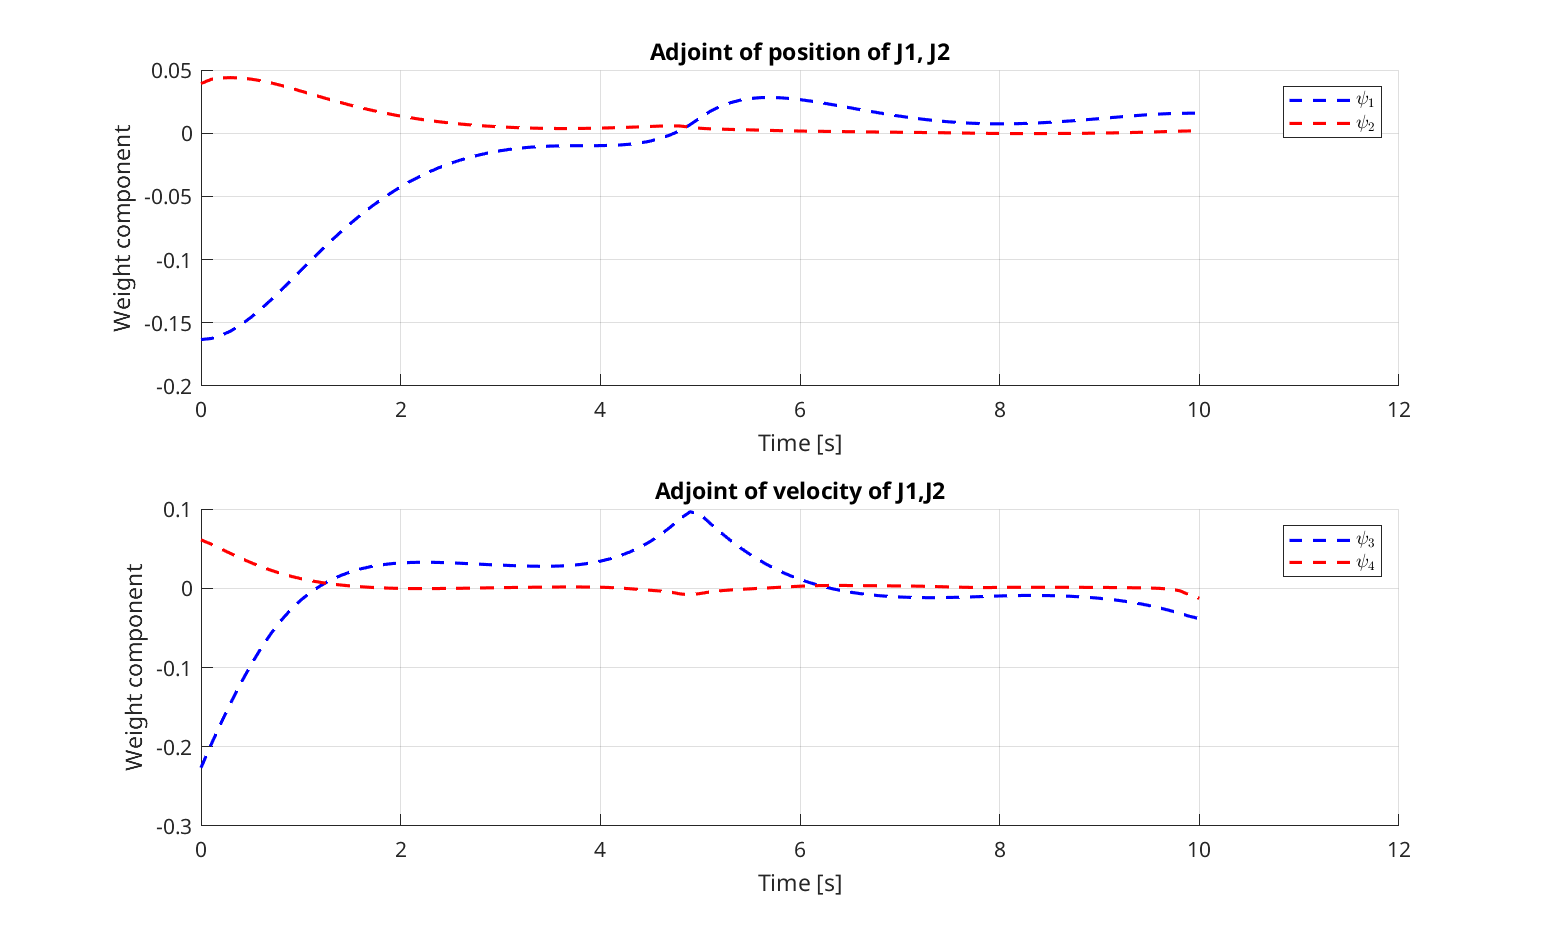 Adjoint of position of J1, J2
0.05
0
-0.05
-0.1
-0.15
-0.2
Weight component
0 2 4 6 8 10 12
Time [s]
ψ1
ψ2
Adjoint of velocity of J1,J2
0.1
0
-0.1
-0.2
-0.3
Weight component
0 2 4 6 8 10 12
Time [s]
ψ3
ψ4